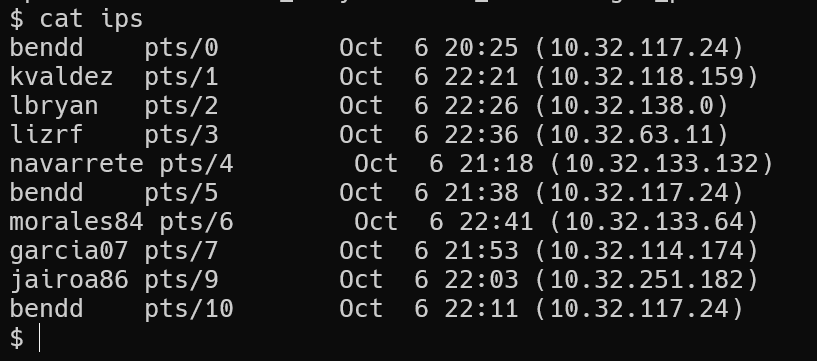 $ cat ips
bendd    pts/0        Oct  6 20:25 (10.32.117.24)
kvaldez  pts/1        Oct  6 22:21 (10.32.118.159)
lbryan   pts/2        Oct  6 22:26 (10.32.138.0)
lizrf    pts/3        Oct  6 22:36 (10.32.63.11)
navarrete pts/4        Oct  6 21:18 (10.32.133.132)
bendd    pts/5        Oct  6 21:38 (10.32.117.24)
morales84 pts/6        Oct  6 22:41 (10.32.133.64)
garcia07 pts/7        Oct  6 21:53 (10.32.114.174)
jairoa86 pts/9        Oct  6 22:03 (10.32.251.182)
bendd    pts/10       Oct  6 22:11 (10.32.117.24)
$